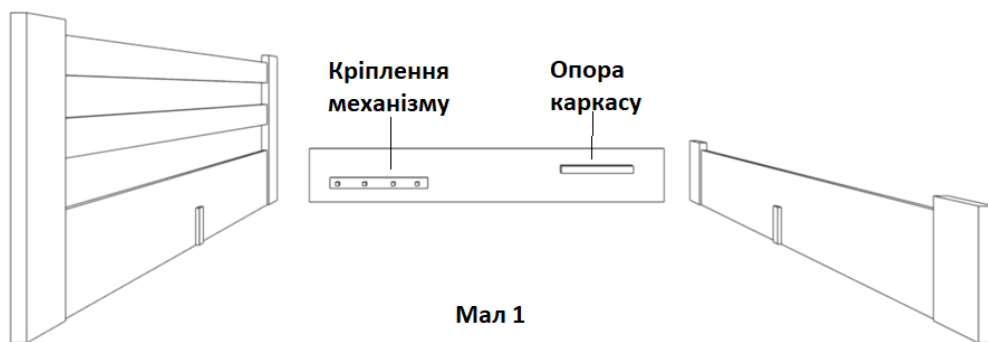 Кріплення
механізму
Опора
каркасу
Мал 1